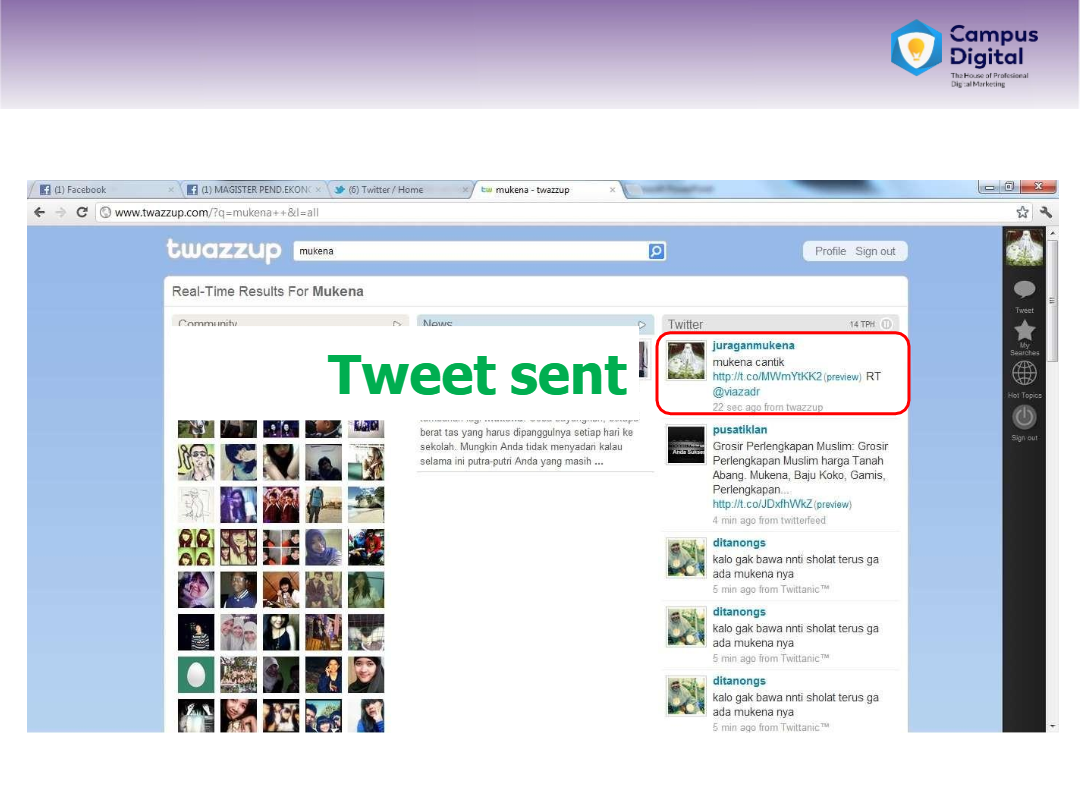 Campus
Digital
The House of Profesional
Digital Marketing
(1) Facebook
(1) MAGISTER PEND.EKON
(6) Twitter / Home
mukena - twazzup
www.twazzup.com/?q=mukena++&l=all
twazzup
mukena
Profile Sign out
Real-Time Results For Mukena
Community
News
Twitter
14 TPH
Tweet sent
juraganmukena
mukena cantik
http://t.co/MWmYtKK2 (preview) RT
@viazadr
22 sec ago from twazzup
berat tas yang harus dipanggulnya setiap hari ke
sekolah. Mungkin Anda tidak menyadari kalau
selama ini putra-putri Anda yang masih ...
pusatiklan
Grosir Perlengkapan Muslim: Grosir
Perlengkapan Muslim harga Tanah
Abang. Mukena, Baju Koko, Gamis,
Perlengkapan...
http://t.co/JDxfhWkZ (preview)
4 min ago from twitterfeed
ditanongs
kalo gak bawa nnti sholat terus ga
ada mukena nya
5 min ago from Twittanic™
ditanongs
kalo gak bawa nnti sholat terus ga
ada mukena nya
5 min ago from Twittanic™
ditanongs
kalo gak bawa nnti sholat terus ga
ada mukena nya
5 min ago from Twittanic™
Tweet
My
Searches
Hot Topics
Sign out